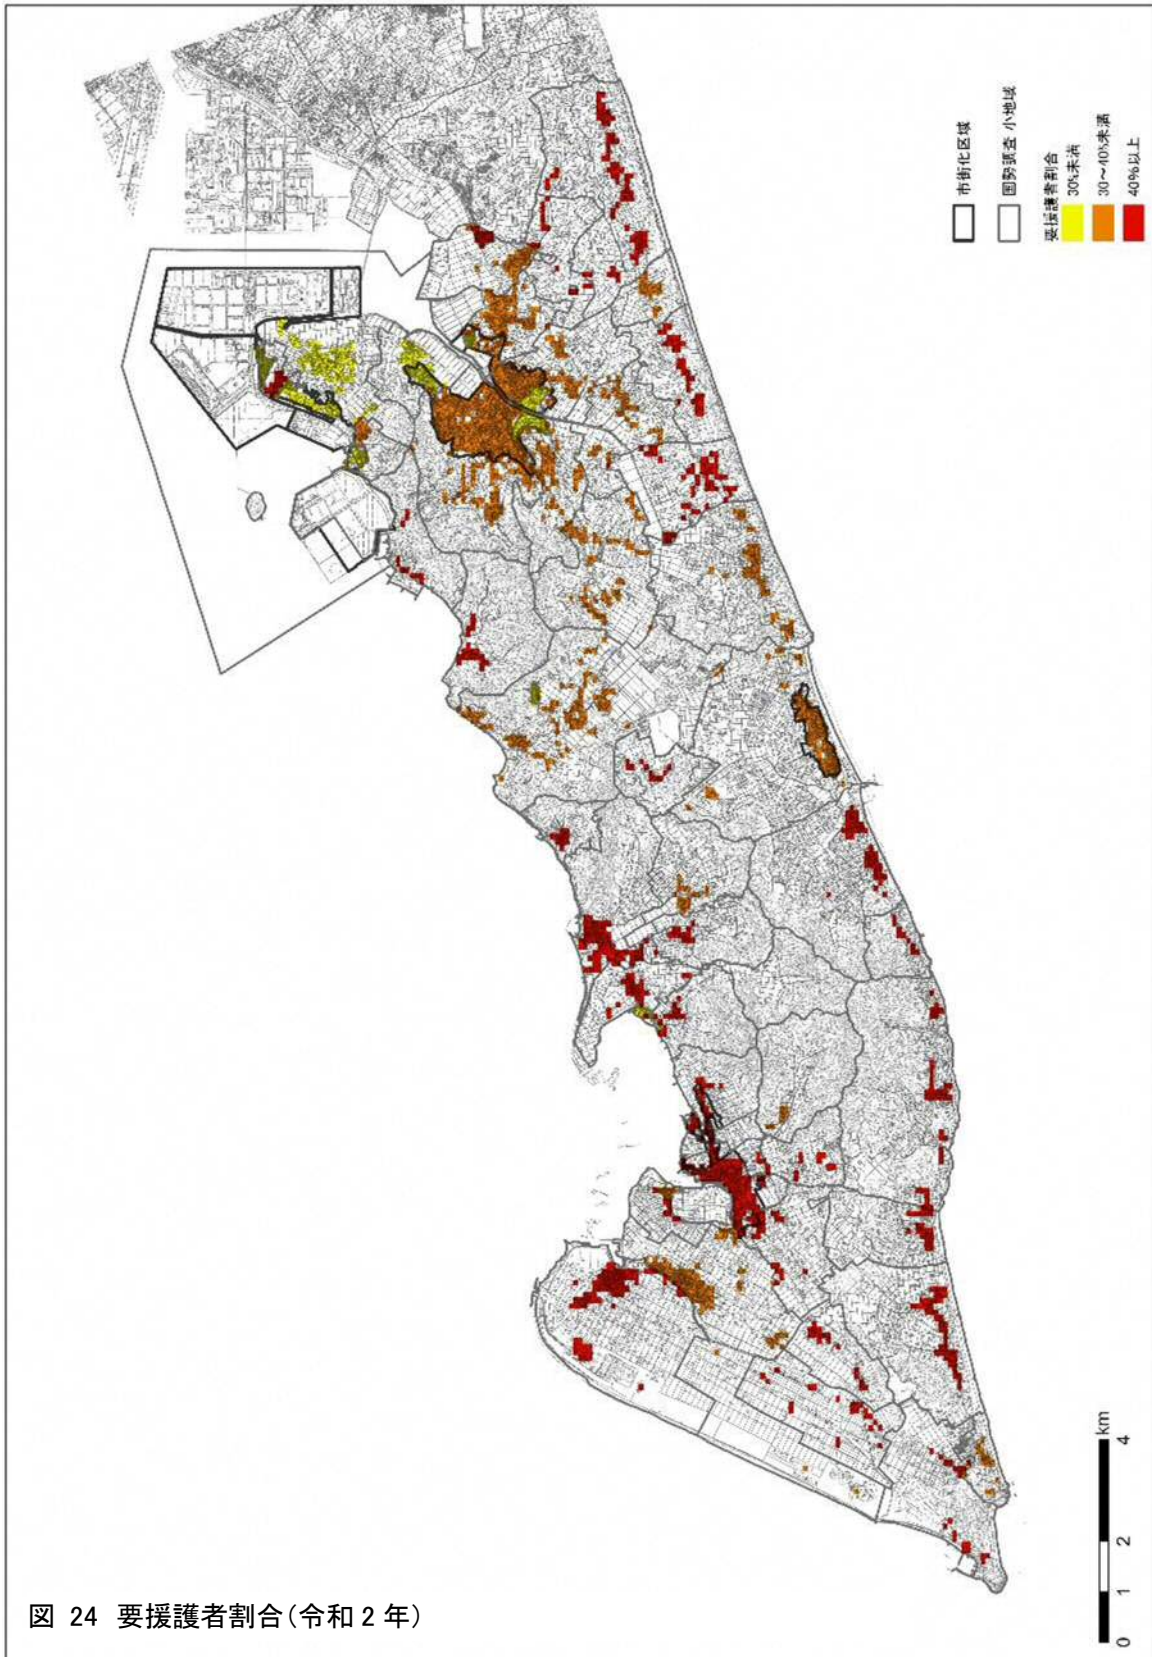 市街化区域
国勢調査 小地域
要援護者割合
30%未満
30～40%未満
40%以上
km
0 1 2 4
図 24 要援護者割合(令和 2 年)